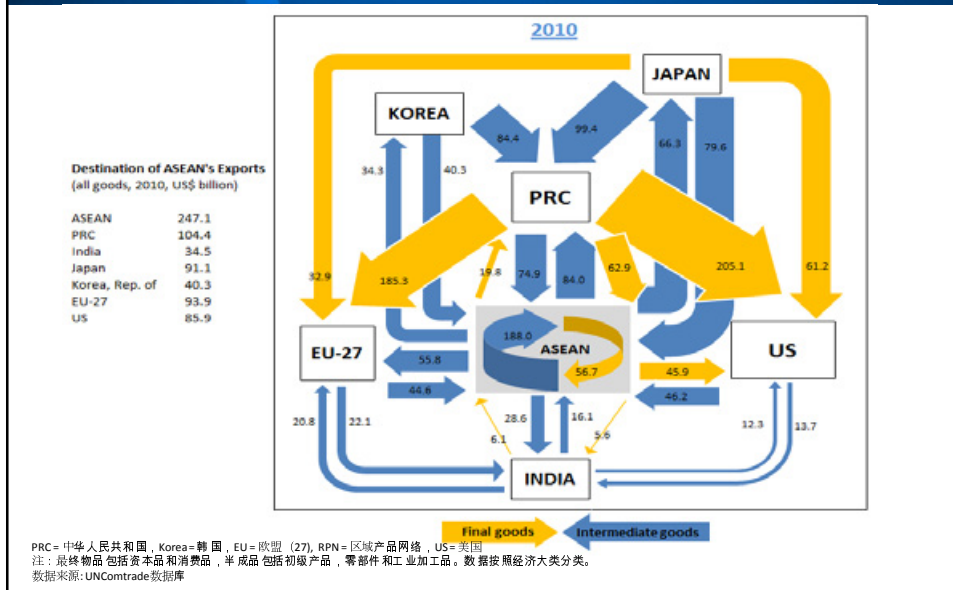 2010
JAPAN
KOREA
84.4
99.4
66.3
79.6
34.3
40.3
Destination of ASEAN's Exports
(all goods, 2010, US$ billion)
ASEAN 247.1
PRC 104.4
India 34.5
Japan 91.1
Korea, Rep. of 40.3
EU-27 93.9
US 85.9
PRC
32.9
185.3
19.8
74.9
84.0
62.9
205.1
61.2
EU-27
188.0
ASEAN
56.7
US
55.8
45.9
44.6
46.2
20.8
22.1
6.1
28.6
16.1
5.6
12.3
13.7
INDIA
Final goods
Intermediate goods
PRC = 中华人民共和国，Korea = 韩国，EU = 欧盟（27), RPN = 区域产品网络，US = 美国
注：最终物品包括资本品和消费品，半成品包括初级产品，零部件和工业加工品。数据按照经济大类分类。
数据来源: UNComtrade数据库